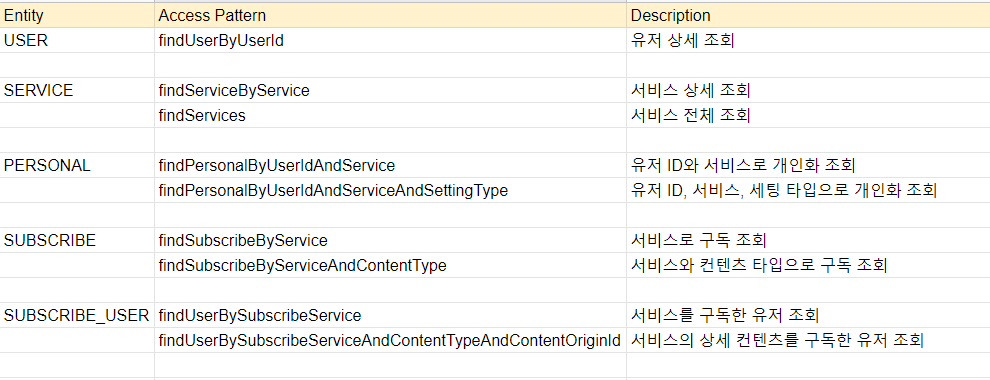 Entity Access Pattern Description
USER findUserByUserId 유저 상세 조회
SERVICE findServiceByService 서비스 상세 조회
findServices 서비스 전체 조회
PERSONAL findPersonalByUserIdAndService 유저 ID와 서비스로 개인화 조회
findPersonalByUserIdAndServiceAndSettingType 유저 ID, 서비스, 세팅 타입으로 개인화 조회
SUBSCRIBE findSubscribeByService 서비스로 구독 조회
findSubscribeByServiceAndContentType 서비스와 컨텐츠 타입으로 구독 조회
SUBSCRIBE_USER findUserBySubscribeService 서비스를 구독한 유저 조회
findUserBySubscribeServiceAndContentTypeAndContentOriginId 서비스의 상세 컨텐츠를 구독한 유저 조회